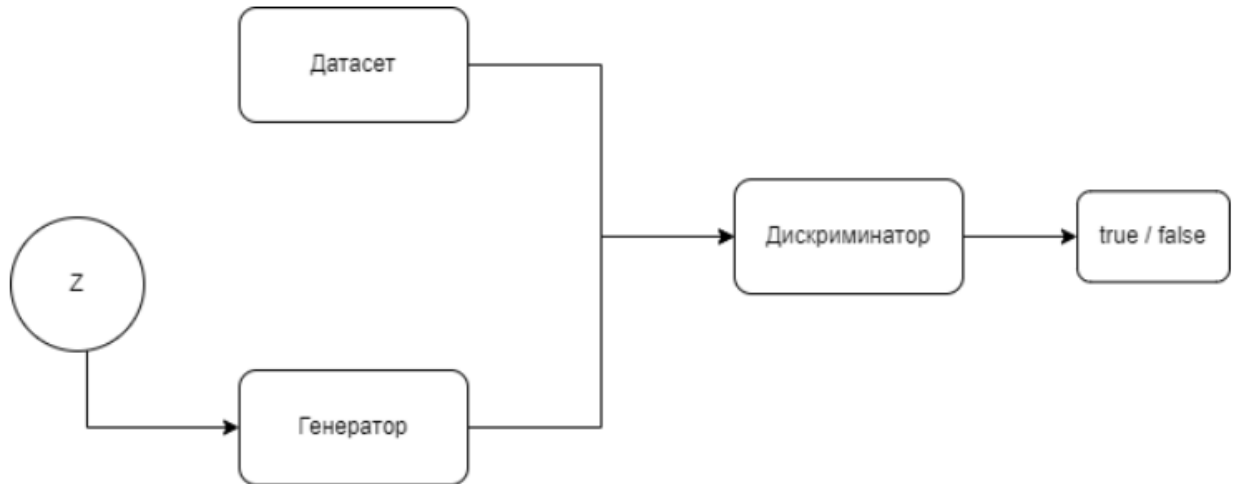 Датасет
Z
Дискриминатор
true / false
Генератор